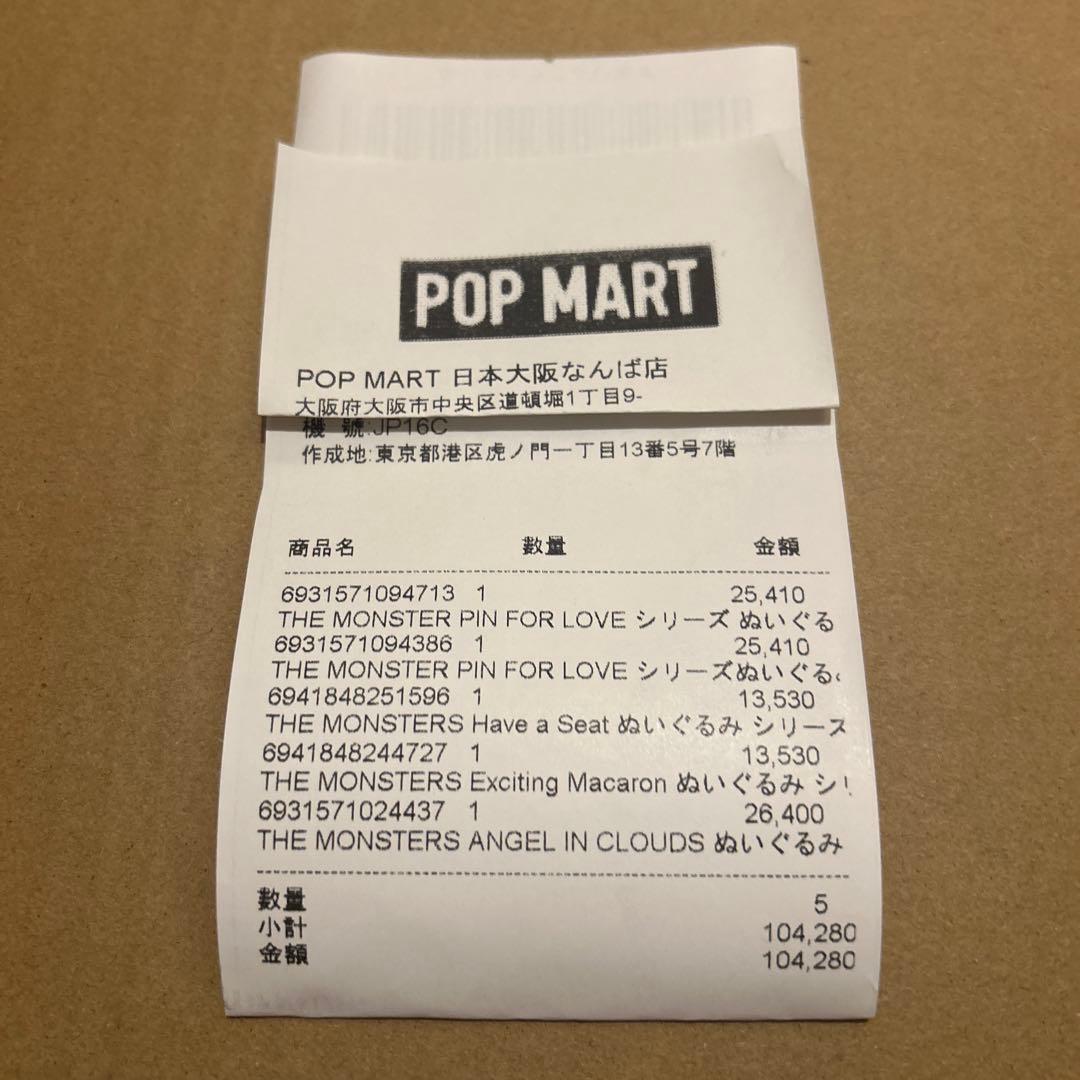 POP MART
POP MART 日本大阪なんば店
大阪府大阪市中央区道頓堀1丁目9-
機 號:JP16C
作成地:東京都港区虎ノ門一丁目13番5号7階
商品名 数量 金額
6931571094713 1 25,410
THE MONSTER PIN FOR LOVE シリーズ ぬいぐる
6931571094386 1 25,410
THE MONSTER PIN FOR LOVE シリーズぬいぐる
6941848251596 1 13,530
THE MONSTERS Have a Seat ぬいぐるみ シリーズ
6941848244727 1 13,530
THE MONSTERS Exciting Macaron ぬいぐるみ シリ
6931571024437 1 26,400
THE MONSTERS ANGEL IN CLOUDS ぬいぐるみ
数量 5
小計 104,280
金額 104,280